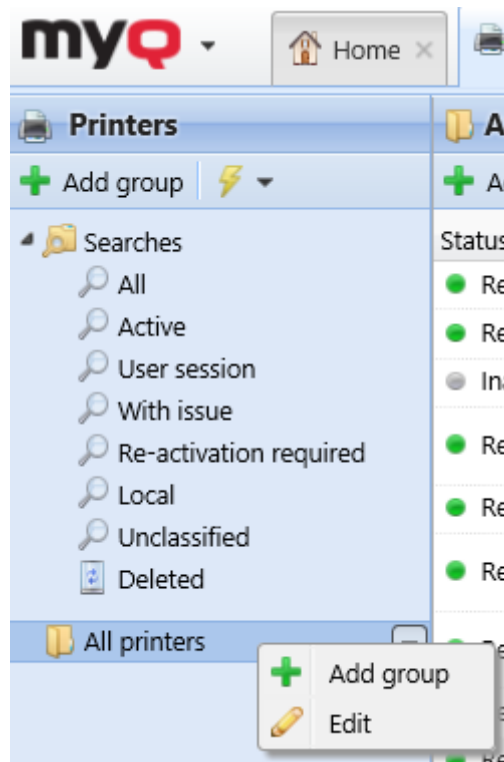 myQ
Home
Printers
Add group
Searches
All
Active
User session
With issue
Re-activation required
Local
Unclassified
Deleted
All printers
Add group
Edit
Status